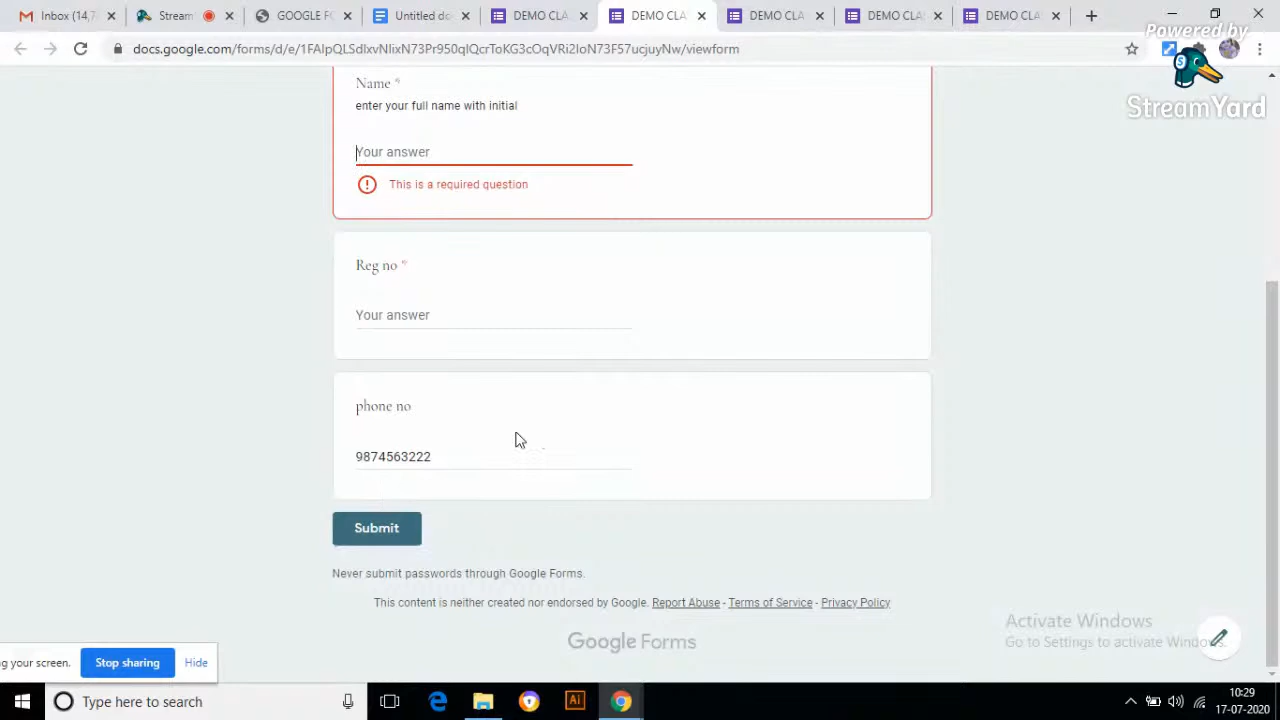 Inbox (14,7
Stream
GOOGLE FO
Untitled do
DEMO CLA
DEMO CLA
DEMO CLA
DEMO CLA
DEMO CLA
docs.google.com/forms/d/e/1FAIpQLSdlxvNIixN73Pr950qlQcrToKG3cOqVRi2IoN73F57ucjuyNw/viewform
Powered by
StreamYard
Name *
enter your full name with initial
Your answer
This is a required question
Reg no *
Your answer
phone no
9874563222
Submit
Never submit passwords through Google Forms.
This content is neither created nor endorsed by Google. Report Abuse - Terms of Service - Privacy Policy
Google Forms
Activate Windows
Go to Settings to activate Windows.
g your screen.
Stop sharing
Hide
Type here to search
Ai
10:29
17-07-2020